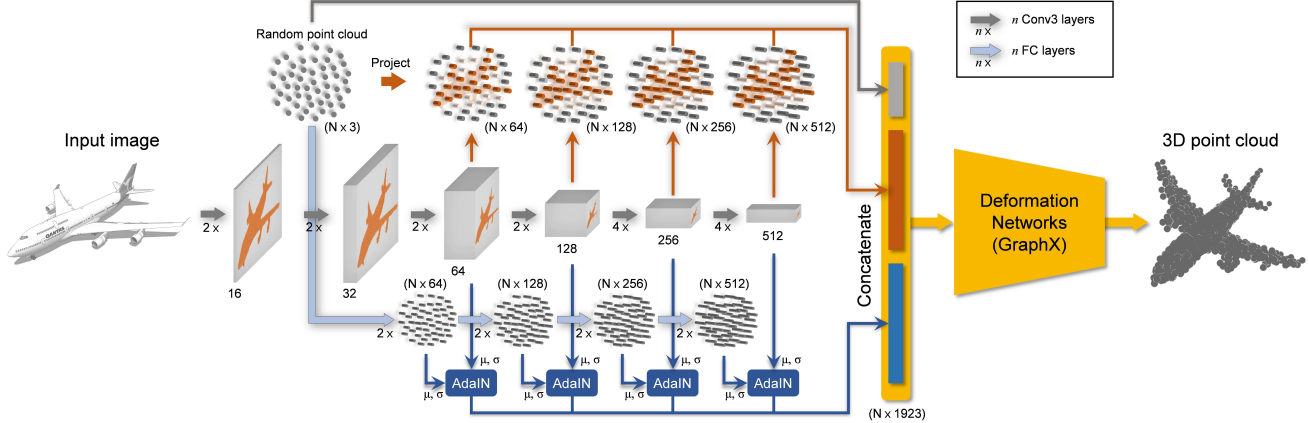 Random point cloud
(N x 3)
Project
(N x 64)
(N x 128)
(N x 256)
(N x 512)
n x
n Conv3 layers
n x
n FC layers
Input image
QANTAS
2 x
16
2 x
32
2 x
64
2 x
128
4 x
256
4 x
512
2 x
(N x 64)
2 x
(N x 128)
2 x
(N x 256)
2 x
(N x 512)
μ, σ
μ, σ
AdaIN
μ, σ
μ, σ
AdaIN
μ, σ
μ, σ
AdaIN
μ, σ
μ, σ
AdaIN
Concatenate
(N x 1923)
Deformation
Networks
(GraphX)
3D point cloud